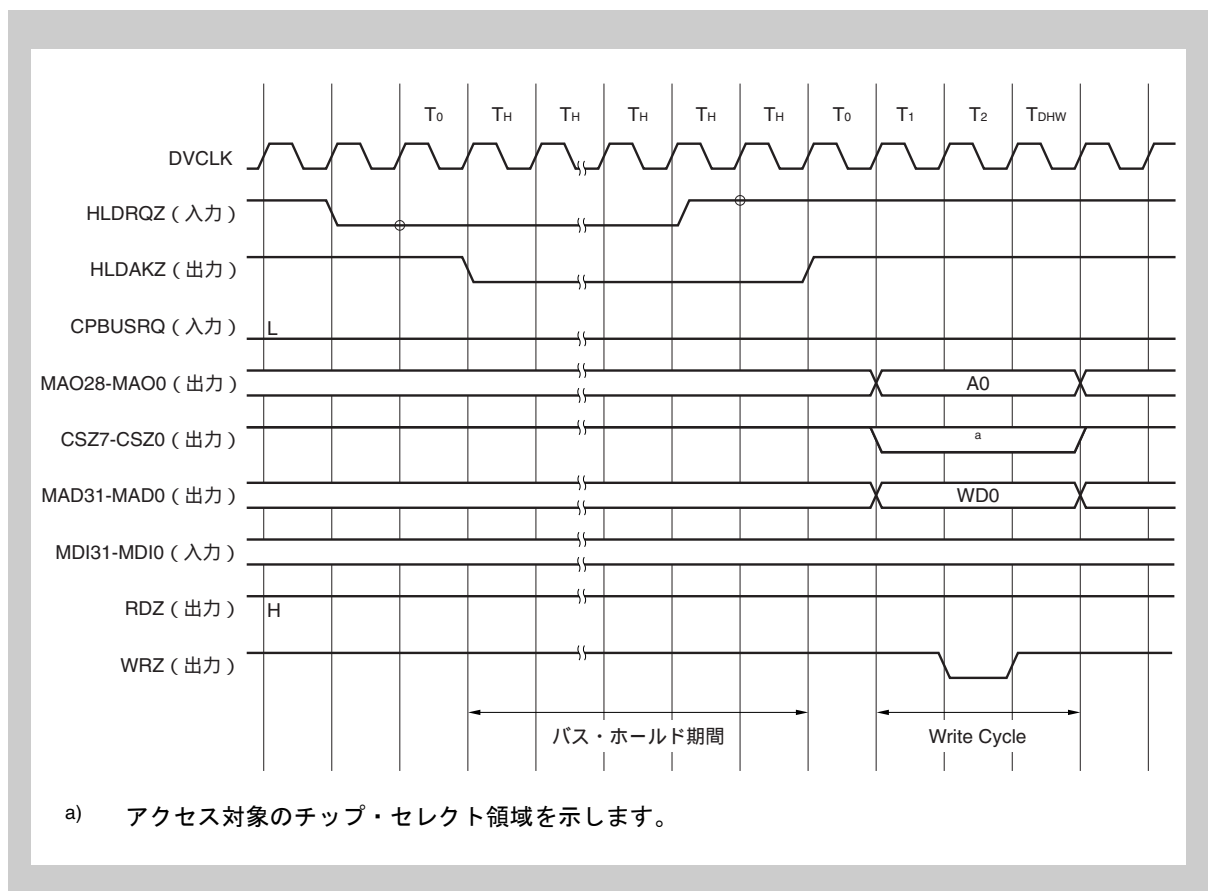 T0 TH TH TH TH TH T0 T1 T2 TDHW
DVCLK
HLDRQZ（入力）
HLDAKZ（出力）
CPBUSRQ（入力） L
MAO28-MAO0（出力） A0
CSZ7-CSZ0（出力） a
MAD31-MAD0（出力） WD0
MDI31-MDI0（入力）
RDZ（出力） H
WRZ（出力）
バス・ホールド期間 Write Cycle
a) アクセス対象のチップ・セレクト領域を示します。